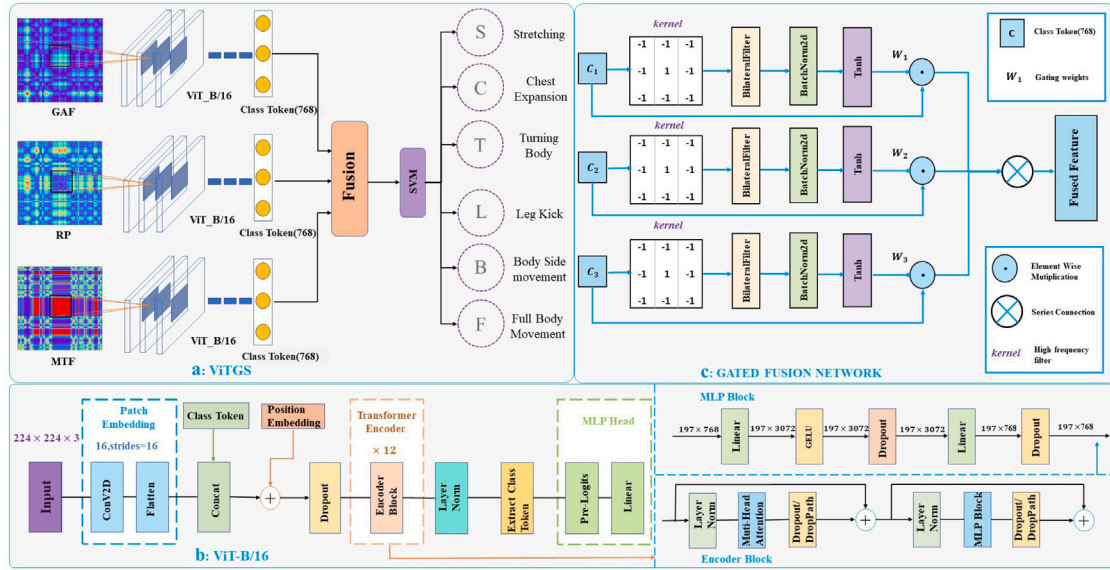 GAF
ViT_B/16
Class Token(768)
RP
ViT_B/16
Class Token(768)
MTF
ViT_B/16
Class Token(768)
Fusion
SVM
S
Stretching
C
Chest
Expansion
T
Turning
Body
L
Leg Kick
B
Body Side
movement
F
Full Body
Movement
a: ViTGS
kernel
C1
-1 -1 -1
-1 1 -1
-1 -1 -1
BilateralFilter
BatchNorm2d
Tanh
W1
kernel
C2
-1 -1 -1
-1 1 -1
-1 -1 -1
BilateralFilter
BatchNorm2d
Tanh
W2
kernel
C3
-1 -1 -1
-1 1 -1
-1 -1 -1
BilateralFilter
BatchNorm2d
Tanh
W3
Fused Feature
C
Class Token(768)
W1
Gating weights
Element Wise
Mutiplication
Series Connection
kernel
High frequency
filter
c: GATED FUSION NETWORK
224 × 224 × 3
Input
Patch
Embedding
16,strides=16
ConV2D
Flatten
Class Token
Concat
Position
Embedding
Dropout
Transformer
Encoder
× 12
Encoder
Block
Layer
Norm
Extract Class
Token
MLP Head
Pre-Logits
Linear
b: ViT-B/16
MLP Block
197×768
Linear
197×3072
GELU
197×3072
Dropout
197×3072
Linear
197×768
Dropout
197×768
Layer
Norm
Muti-Head
Attention
Dropout/
DropPath
Layer
Norm
MLP Block
Dropout/
DropPath
Encoder Block